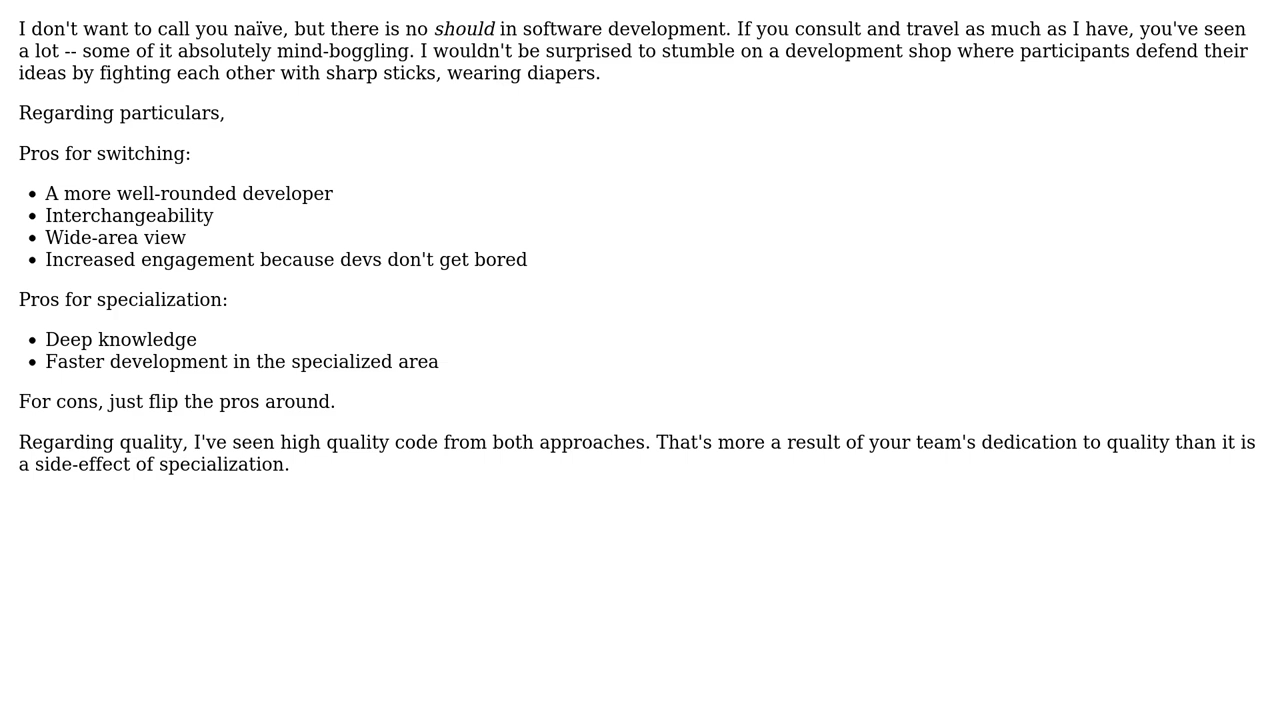 I don't want to call you naïve, but there is no should in software development. If you consult and travel as much as I have, you've seen
a lot -- some of it absolutely mind-boggling. I wouldn't be surprised to stumble on a development shop where participants defend their
ideas by fighting each other with sharp sticks, wearing diapers.
Regarding particulars,
Pros for switching:
• A more well-rounded developer
• Interchangeability
• Wide-area view
• Increased engagement because devs don't get bored
Pros for specialization:
• Deep knowledge
• Faster development in the specialized area
For cons, just flip the pros around.
Regarding quality, I've seen high quality code from both approaches. That's more a result of your team's dedication to quality than it is
a side-effect of specialization.